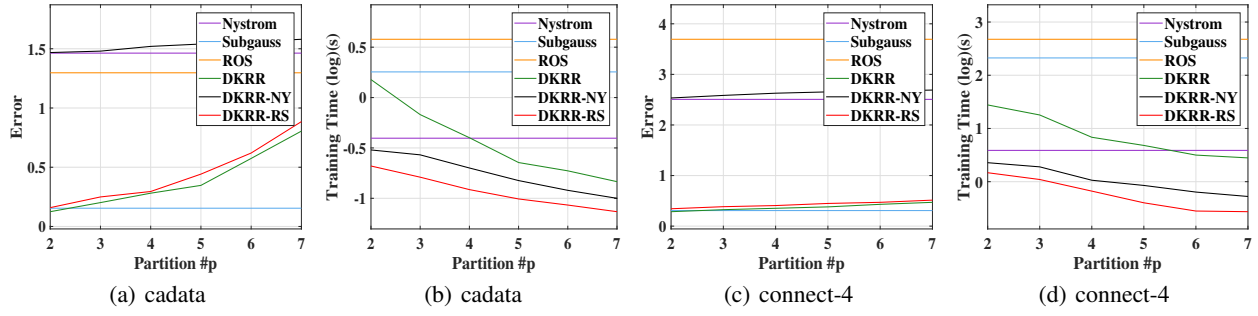 Error
1.5
1
0.5
0
2 3 4 5 6 7
Partition #p
Nystrom
Subgauss
ROS
DKRR
DKRR-NY
DKRR-RS
(a) cadata
Training Time (log)(s)
0.5
0
-0.5
-1
2 3 4 5 6 7
Partition #p
Nystrom
Subgauss
ROS
DKRR
DKRR-NY
DKRR-RS
(b) cadata
Error
4
3
2
1
0
2 3 4 5 6 7
Partition #p
Nystrom
Subgauss
ROS
DKRR
DKRR-NY
DKRR-RS
(c) connect-4
Training Time (log)(s)
3
2
1
0
2 3 4 5 6 7
Partition #p
Nystrom
Subgauss
ROS
DKRR
DKRR-NY
DKRR-RS
(d) connect-4